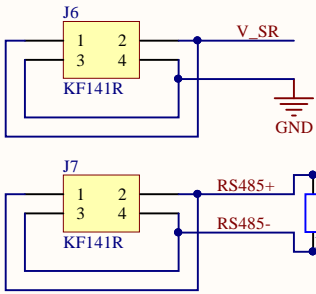 J6
1 2 V_SR
3 4
KF141R
GND
J7
1 2 RS485+
3 4 RS485-
KF141R